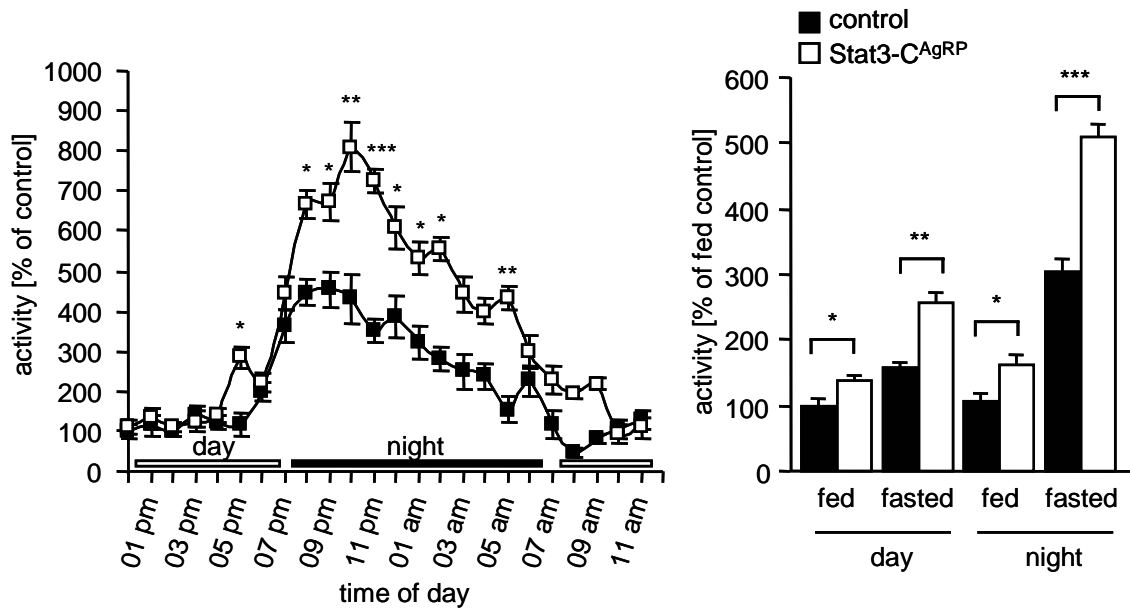 control
Stat3-C^AgRP
activity [% of control]
1000
900
800
700
600
500
400
300
200
100
0
*
*
*
**
***
*
*
*
**
day
night
01 pm
03 pm
05 pm
07 pm
09 pm
11 pm
01 am
03 am
05 am
07 am
09 am
11 am
time of day
activity [% of fed control]
600
500
400
300
200
100
0
*
**
*
***
fed
fasted
fed
fasted
day
night